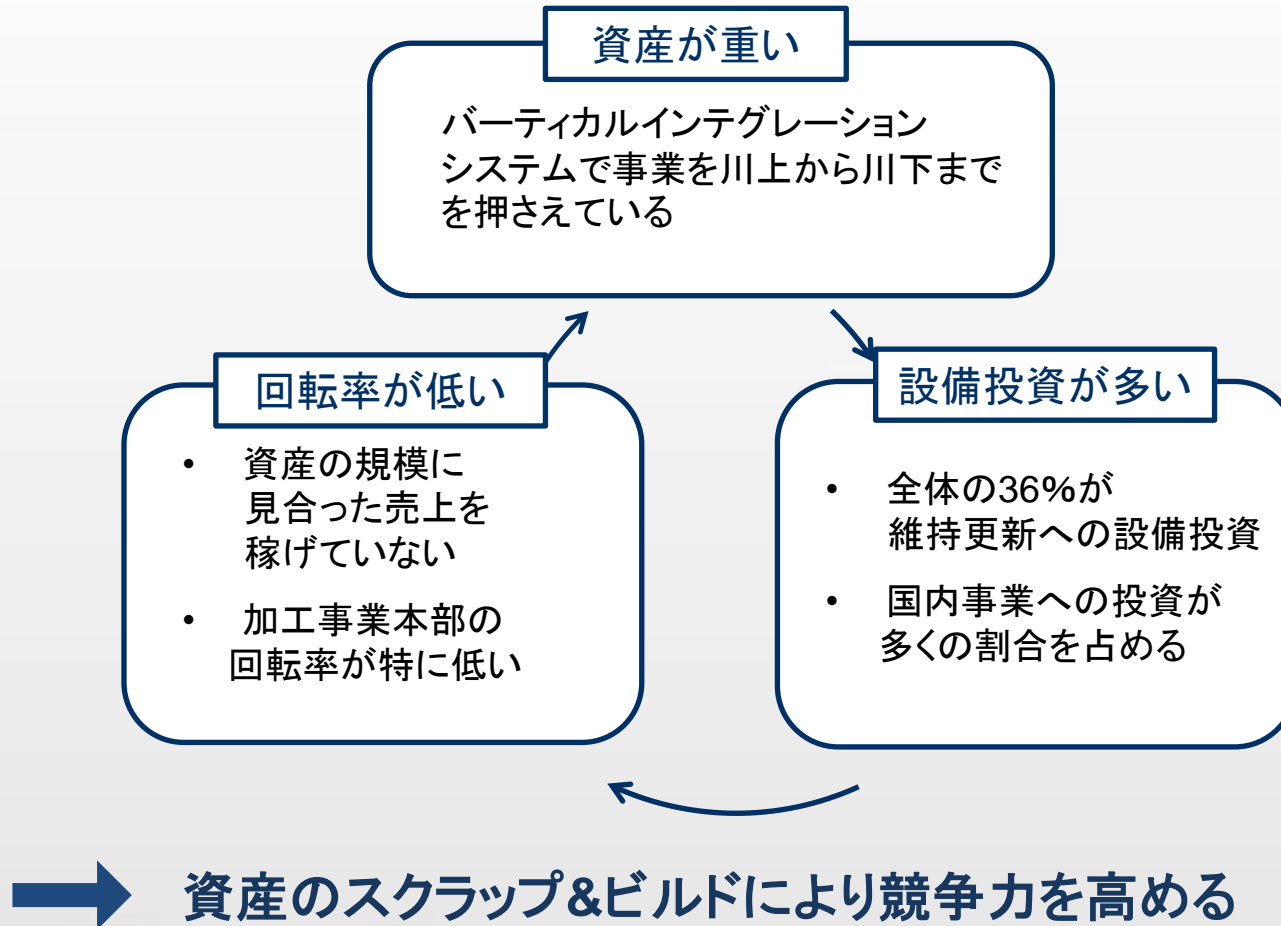 資産が重い
バーティカルインテグレーション
システムで事業を川上から川下まで
を押さえている
回転率が低い
• 資産の規模に
見合った売上を
稼げていない
• 加工事業本部の
回転率が特に低い
設備投資が多い
• 全体の36%が
維持更新への設備投資
• 国内事業への投資が
多くの割合を占める
資産のスクラップ&ビルドにより競争力を高める